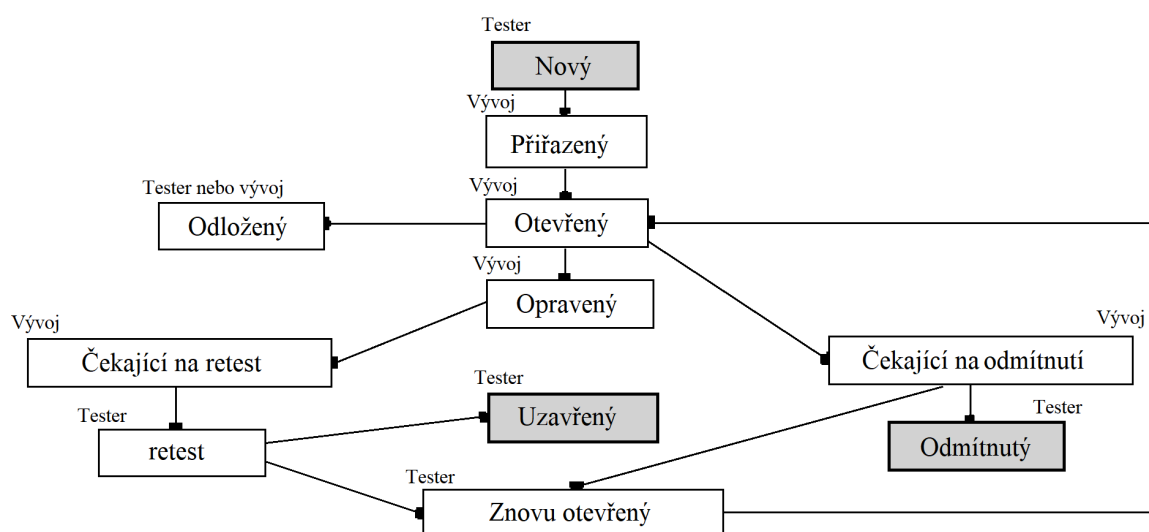 Tester
Nový
Vývoj
Přiřazený
Vývoj
Otevřený
Tester nebo vývoj
Odložený
Vývoj
Opravený
Vývoj
Čekající na retest
Vývoj
Čekající na odmítnutí
Tester
retest
Tester
Uzavřený
Tester
Odmítnutý
Tester
Znovu otevřený